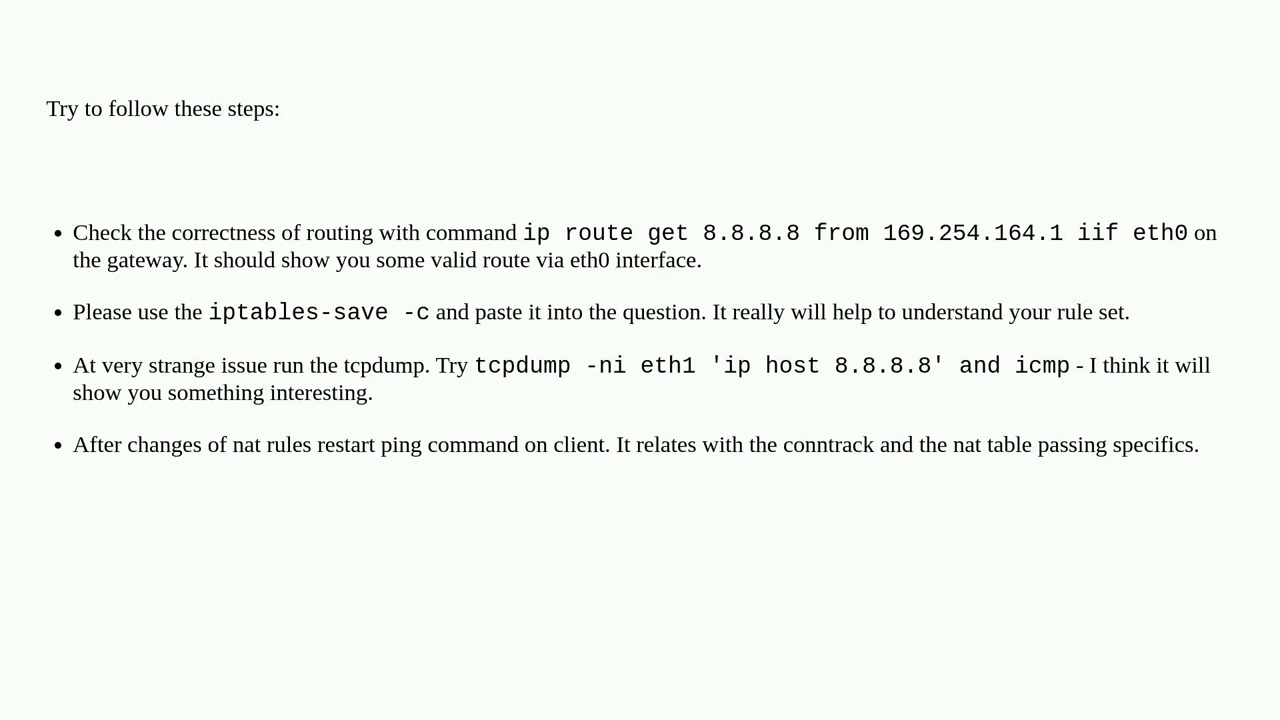 Try to follow these steps:
• Check the correctness of routing with command ip route get 8.8.8.8 from 169.254.164.1 iif eth0 on
the gateway. It should show you some valid route via eth0 interface.
• Please use the iptables-save -c and paste it into the question. It really will help to understand your rule set.
• At very strange issue run the tcpdump. Try tcpdump -ni eth1 'ip host 8.8.8.8' and icmp - I think it will
show you something interesting.
• After changes of nat rules restart ping command on client. It relates with the conntrack and the nat table passing specifics.